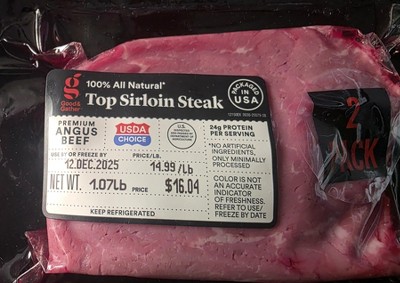 g
Good &
Gather™
100% All Natural*
Top Sirloin Steak
PACKAGED IN
USA
PREMIUM
ANGUS
BEEF
USDA
CHOICE
24g PROTEIN
PER SERVING
*NO ARTIFICIAL
INGREDIENTS,
ONLY MINIMALLY
PROCESSED
USE BY OR FREEZE BY
12.DEC.2025
PRICE/LB.
14.99 /Lb
NET WT. 1.07Lb PRICE $16.04
COLOR IS NOT
AN ACCURATE
INDICATOR
OF FRESHNESS.
REFER TO USE/
FREEZE BY DATE
KEEP REFRIGERATED
2
ACK